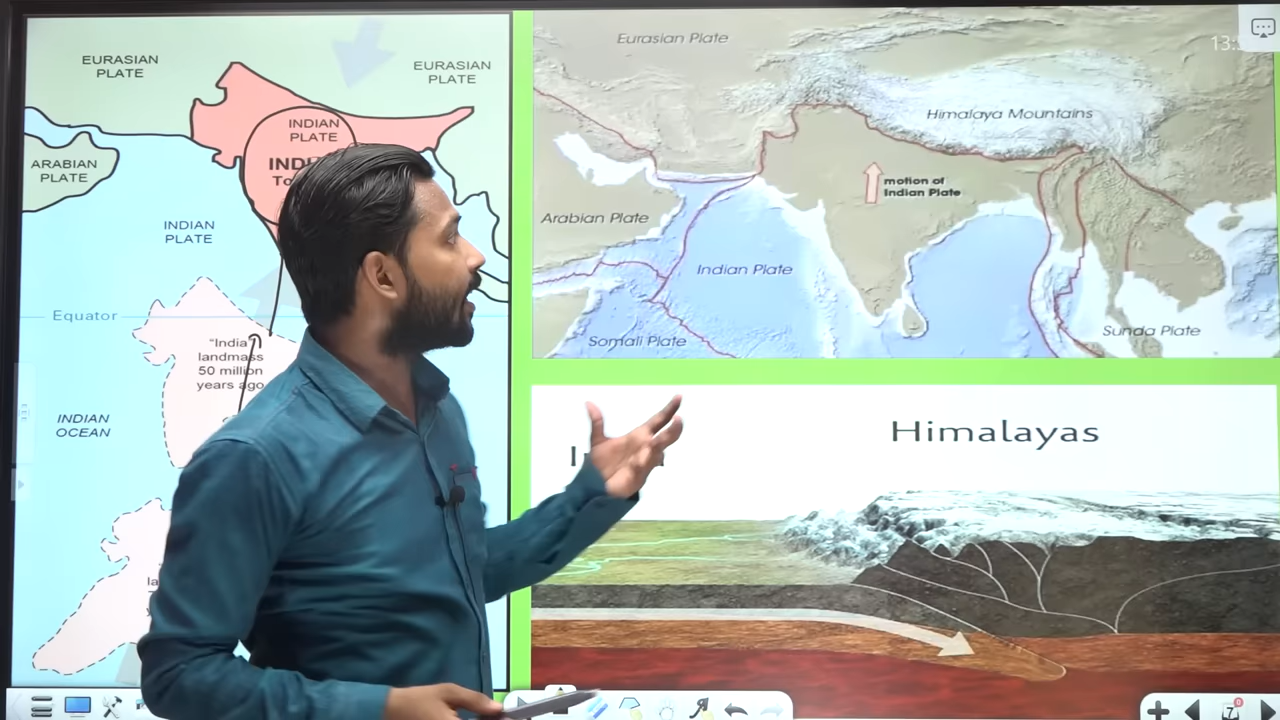 EURASIAN
PLATE
EURASIAN
PLATE
INDIAN
PLATE
ARABIAN
PLATE
INDIAN
PLATE
Equator
"India"
landmass
50 million
years ago
INDIAN
OCEAN
Eurasian Plate
Himalaya Mountains
motion of
Indian Plate
Arabian Plate
Indian Plate
Somali Plate
Sunda Plate
Himalayas
7